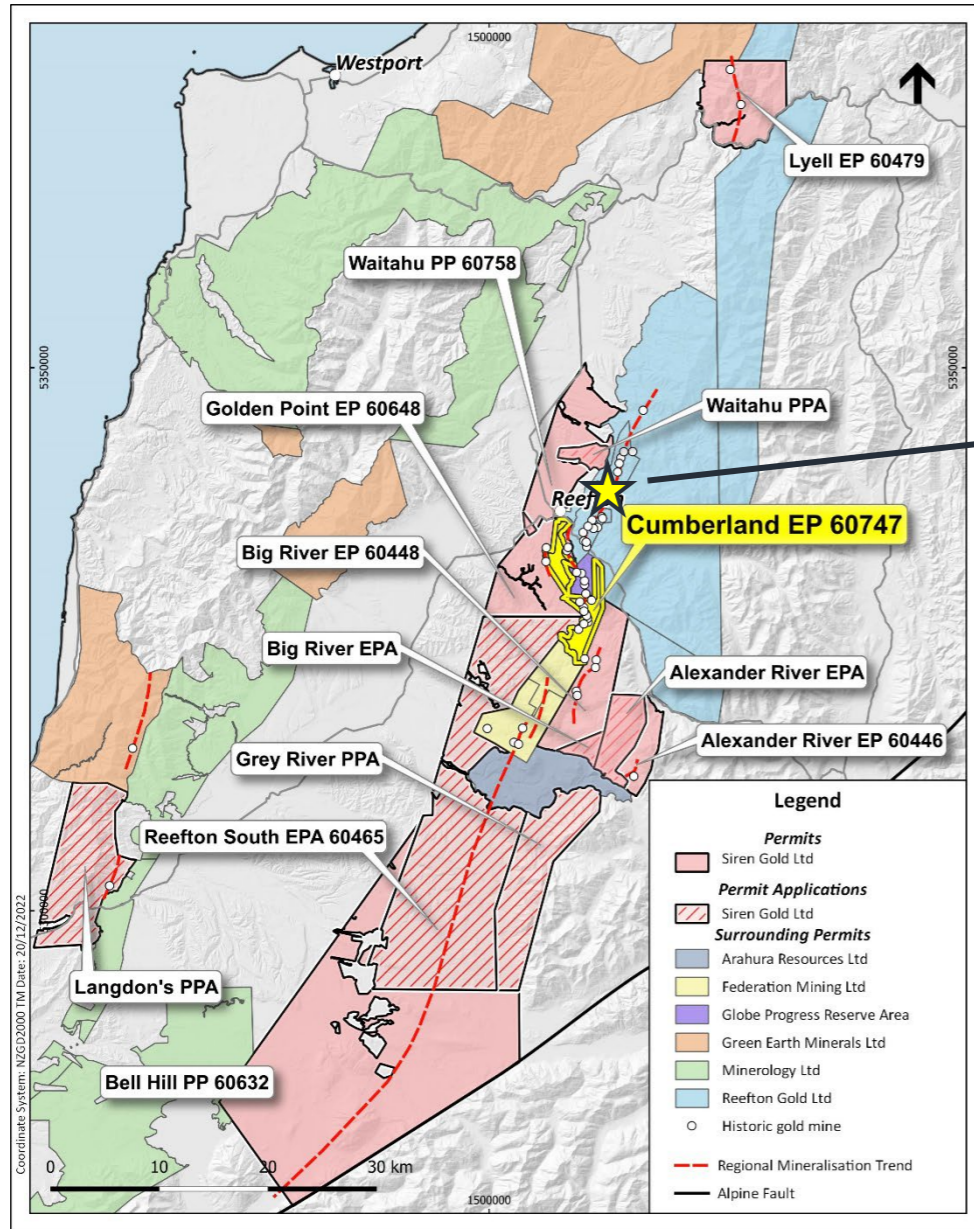 1500000
Westport
Lyell EP 60479
Waitahu PP 60758
5350000
5350000
Golden Point EP 60648
Waitahu PPA
Cumberland EP 60747
Big River EP 60448
Big River EPA
Alexander River EPA
Grey River PPA
Alexander River EP 60446
Reefton South EPA 60465
Langdon's PPA
Bell Hill PP 60632
Legend
Permits
Siren Gold Ltd
Permit Applications
Siren Gold Ltd
Surrounding Permits
Arahura Resources Ltd
Federation Mining Ltd
Globe Progress Reserve Area
Green Earth Minerals Ltd
Minerology Ltd
Reefton Gold Ltd
Historic gold mine
Regional Mineralisation Trend
Alpine Fault
Coordinate System: NZGD2000 TM Date: 20/12/2022
0 10 20 30 km
1500000